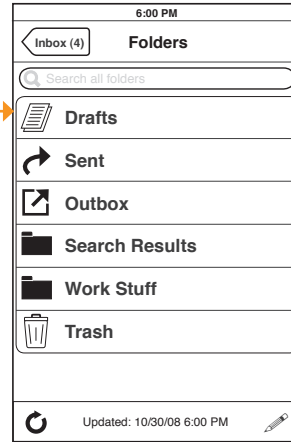 6:00 PM
Inbox (4)
Folders
Search all folders
Drafts
Sent
Outbox
Search Results
Work Stuff
Trash
Updated: 10/30/08 6:00 PM